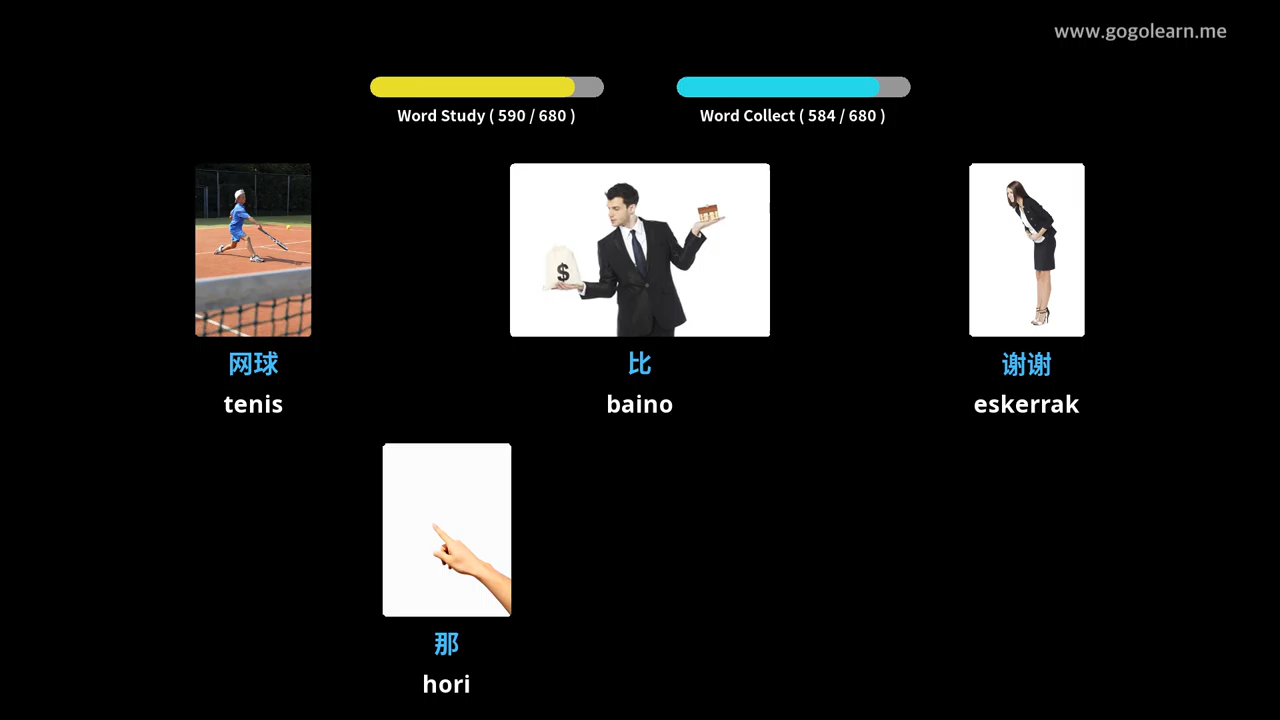 www.gogolearn.me
Word Study ( 590 / 680 )
Word Collect ( 584 / 680 )
$
网球
tenis
比
baino
谢谢
eskerrak
那
hori